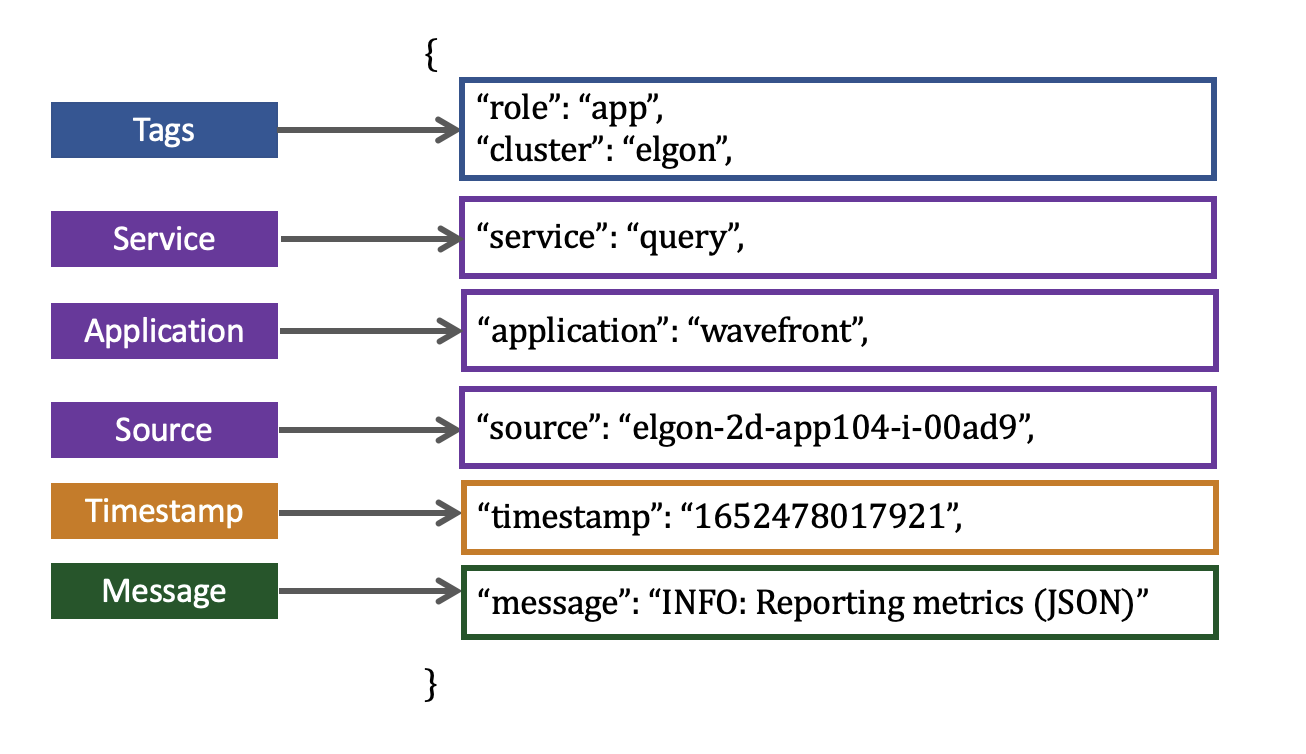 {
Tags
“role”: “app”,
“cluster”: “elgon”,
Service
“service”: “query”,
Application
“application”: “wavefront”,
Source
“source”: “elgon-2d-app104-i-00ad9”,
Timestamp
“timestamp”: “1652478017921”,
Message
“message”: “INFO: Reporting metrics (JSON)”
}